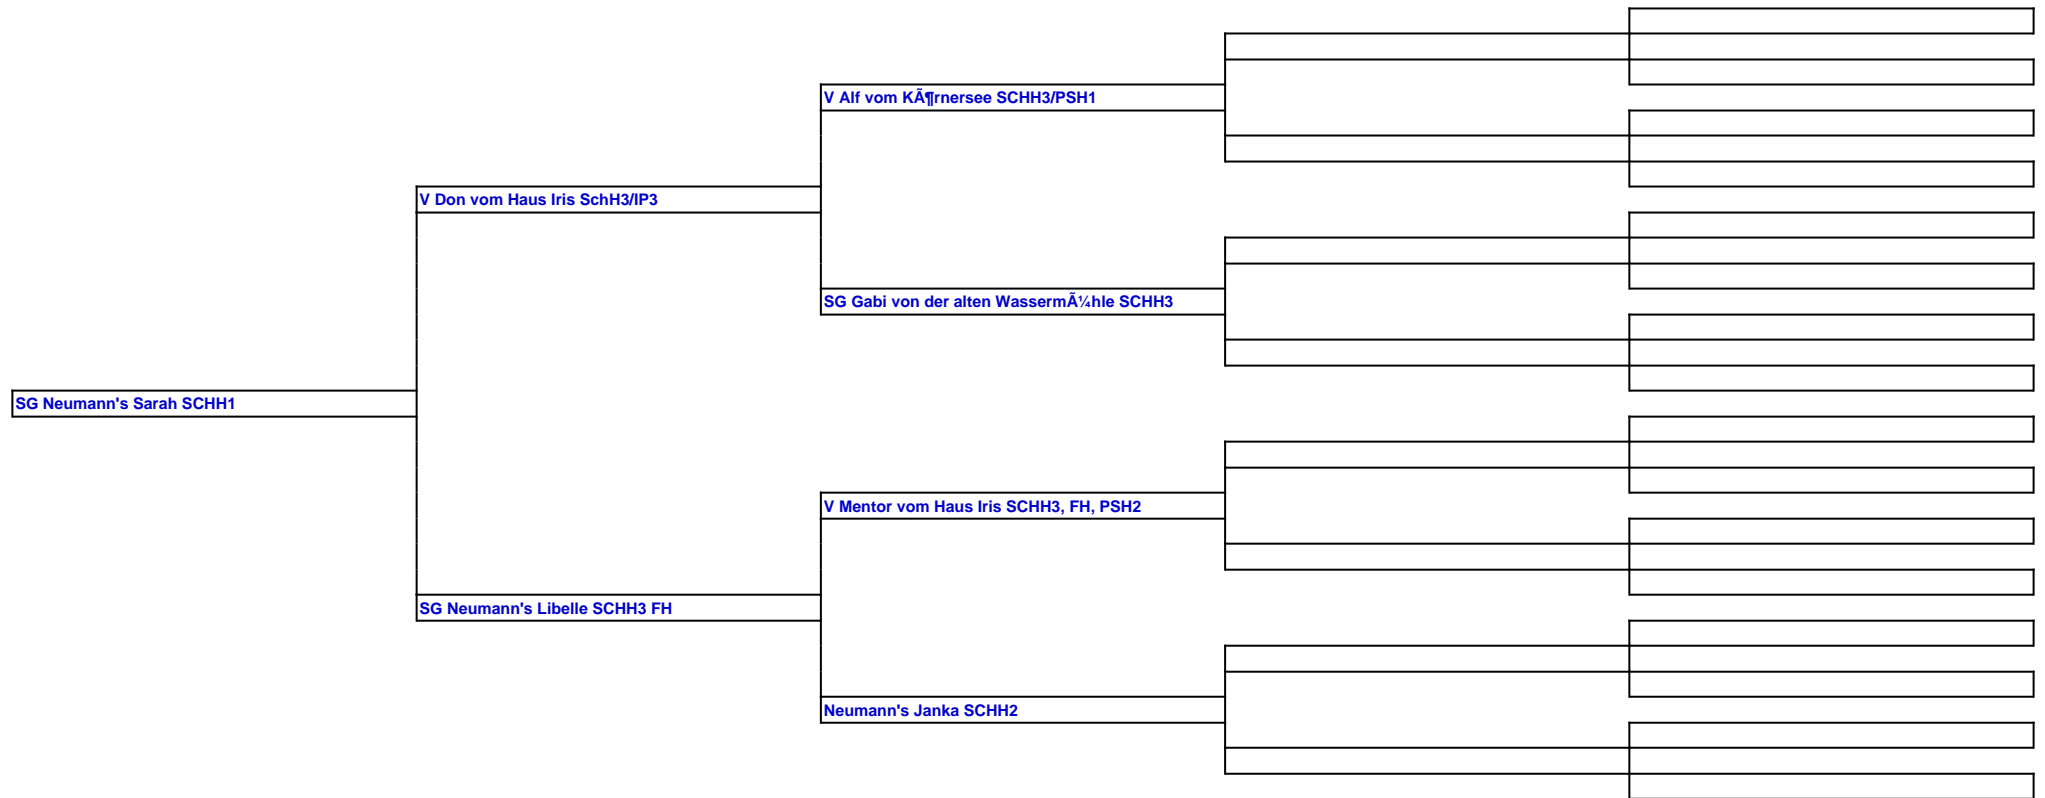 V Alf vom KÃ¶rnersee SCHH3/PSH1
V Don vom Haus Iris SchH3/IP3
SG Gabi von der alten WassermÃ¼hle SCHH3
SG Neumann's Sarah SCHH1
V Mentor vom Haus Iris SCHH3, FH, PSH2
SG Neumann's Libelle SCHH3 FH
Neumann's Janka SCHH2